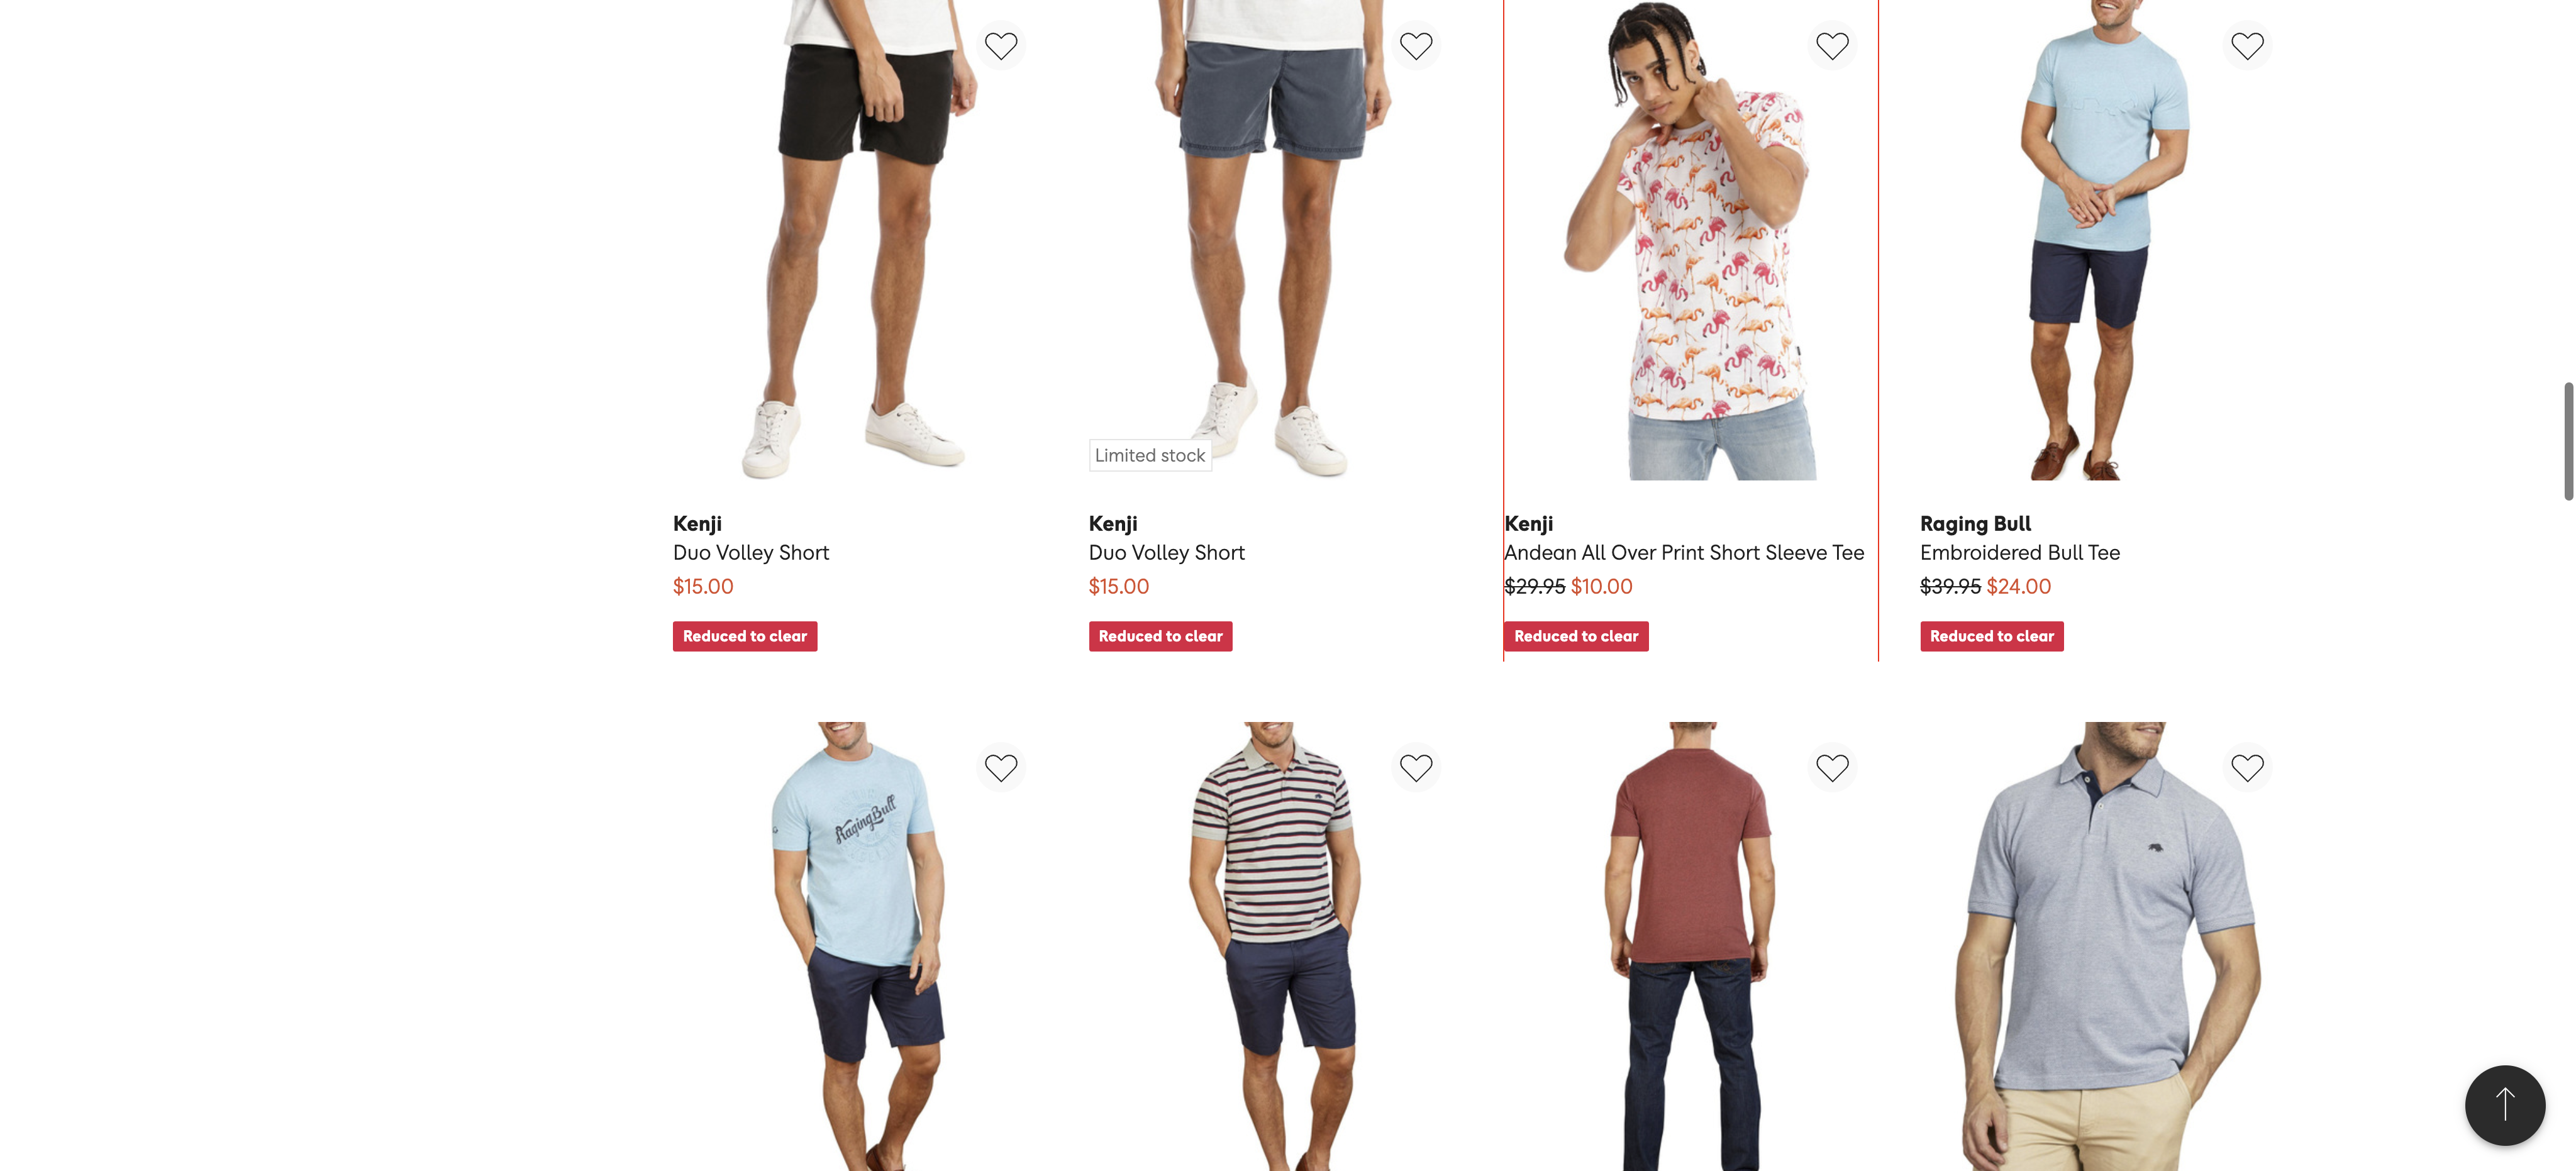 Limited stock
Kenji
Duo Volley Short
$15.00
Reduced to clear
Kenji
Duo Volley Short
$15.00
Reduced to clear
Kenji
Andean All Over Print Short Sleeve Tee
$29.95 $10.00
Reduced to clear
Raging Bull
Embroidered Bull Tee
$39.95 $24.00
Reduced to clear
RagingBull